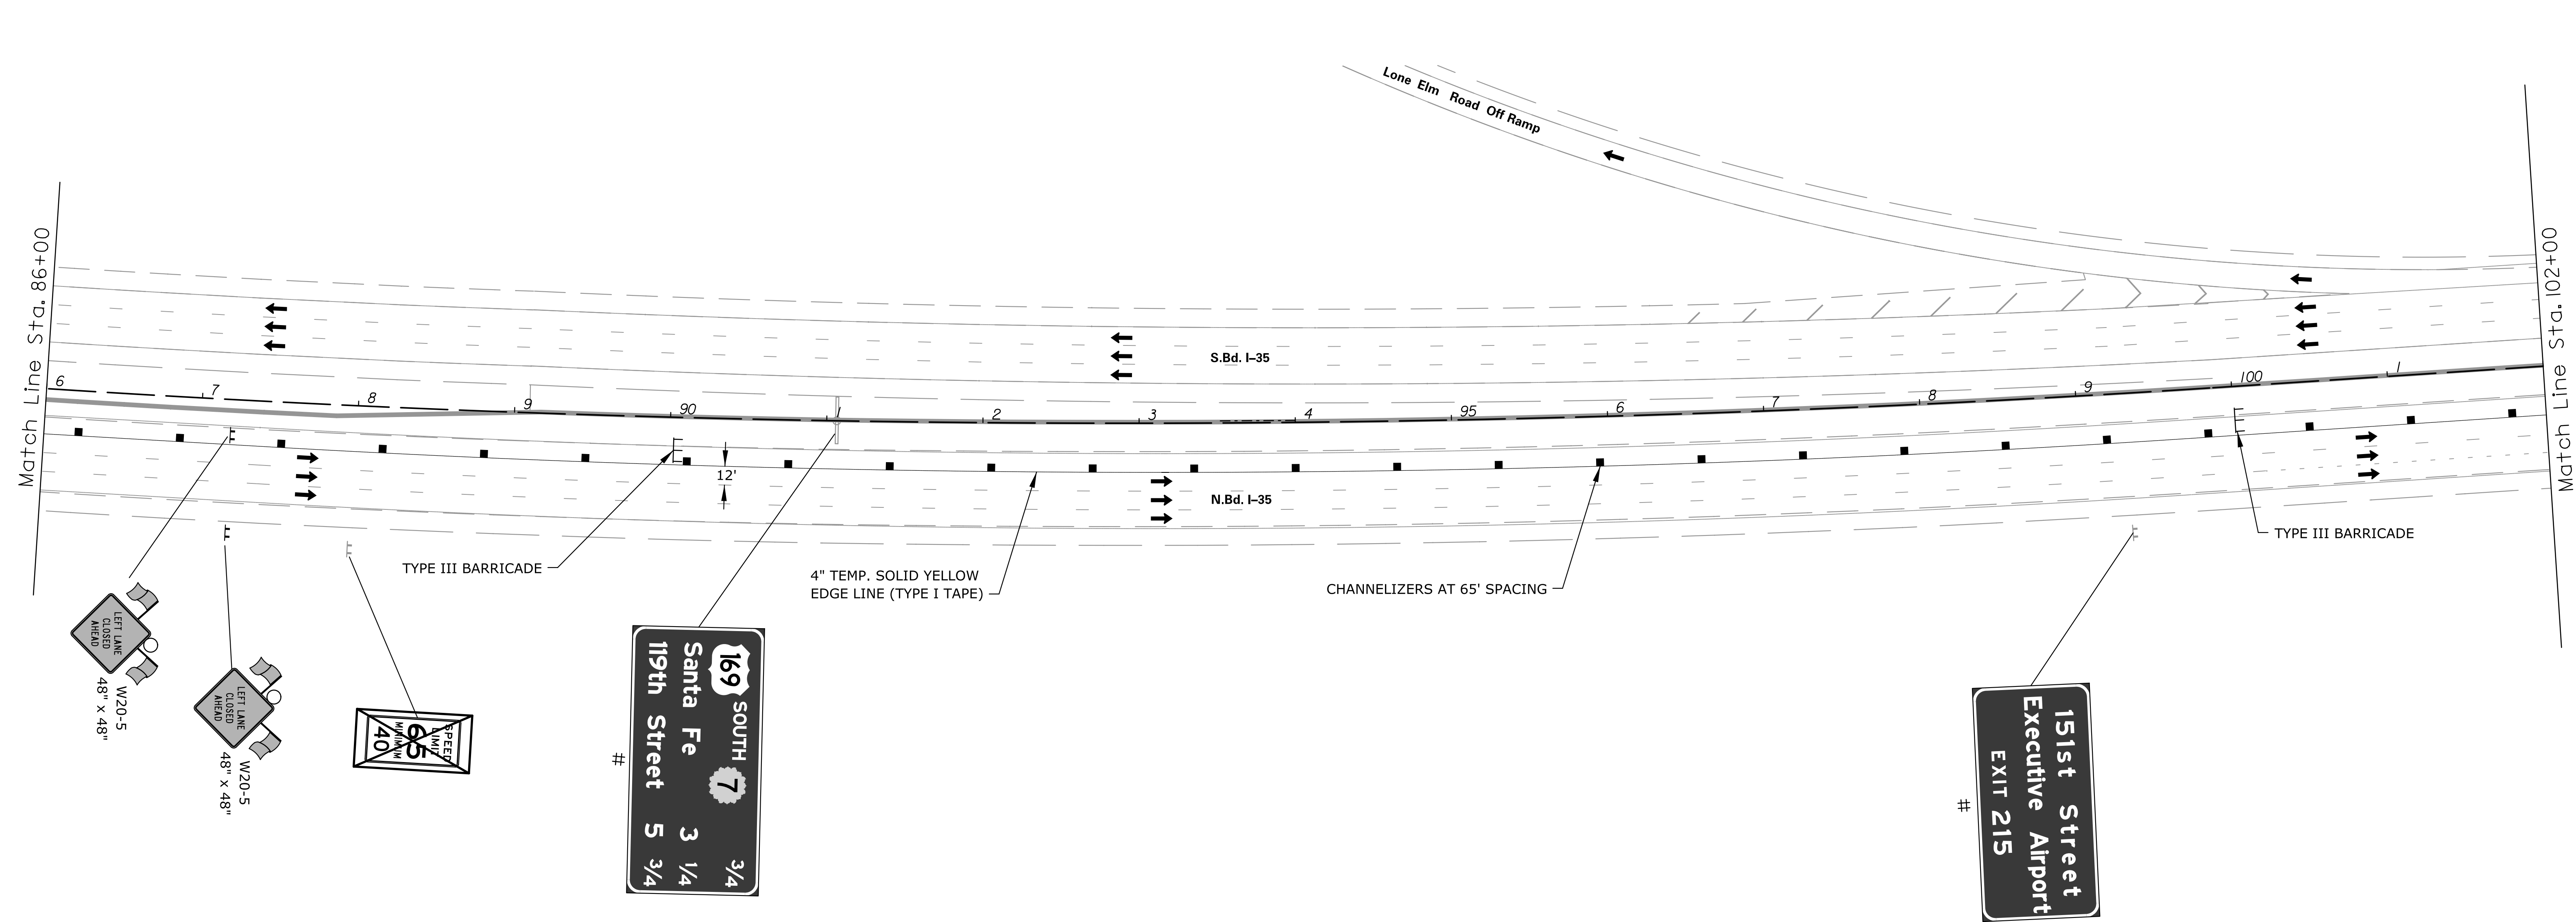 Lone Elm Road Off Ramp
Match Line Sta. 86+00
Match Line Sta. 102+00
S.Bd. I–35
6
7
8
9
90
1
2
3
4
95
6
7
8
9
100
1
12'
N.Bd. I–35
TYPE III BARRICADE
4" TEMP. SOLID YELLOW
EDGE LINE (TYPE I TAPE)
CHANNELIZERS AT 65' SPACING
TYPE III BARRICADE
LEFT LANE
CLOSED
AHEAD
W20-5
48" x 48"
LEFT LANE
CLOSED
AHEAD
W20-5
48" x 48"
SPEED
LIMIT
65
MINIMUM
40
169 SOUTH 7 3/4
Santa Fe 3 1/4
119th Street 5 3/4
#
151st Street
Executive Airport
EXIT 215
#